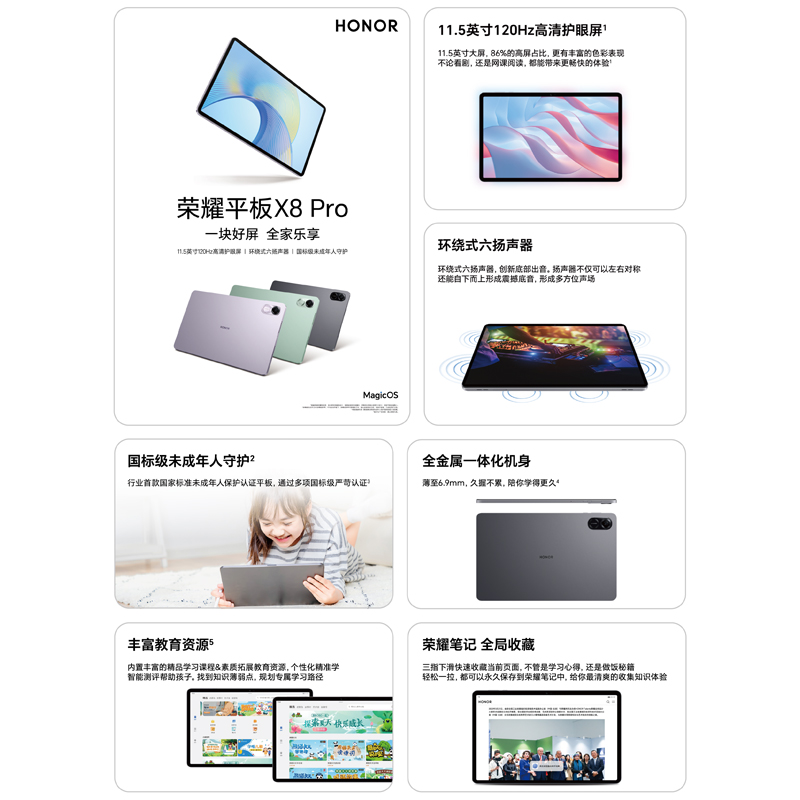 HONOR
荣耀平板X8 Pro
一块好屏 全家乐享
11.5英寸120Hz高清护眼屏 | 环绕式六扬声器 | 国标级未成年人守护
HONOR
MagicOS
11.5英寸120Hz高清护眼屏¹
11.5英寸大屏, 86%的高屏占比, 更有丰富的色彩表现
不论看剧, 还是网课阅读, 都能带来更畅快的体验¹
环绕式六扬声器
环绕式六扬声器, 创新底部出音。扬声器不仅可以左右对称
还能自下而上形成震撼底音, 形成多方位声场
国标级未成年人守护²
行业首款国家标准未成年人保护认证平板, 通过多项国标级严苛认证³
全金属一体化机身
薄至6.9mm, 久握不累, 陪你学得更久⁴
HONOR
丰富教育资源⁵
内置丰富的精品学习课程&素质拓展教育资源, 个性化精准学
智能测评帮助孩子, 找到知识薄弱点, 规划专属学习路径
探索夏天 快乐成长
荣耀笔记 全局收藏
三指下滑快速收藏当前页面, 不管是学习心得, 还是做饭秘籍
轻松一拉, 都可以永久保存到荣耀笔记中, 给你最清爽的收集知识体验